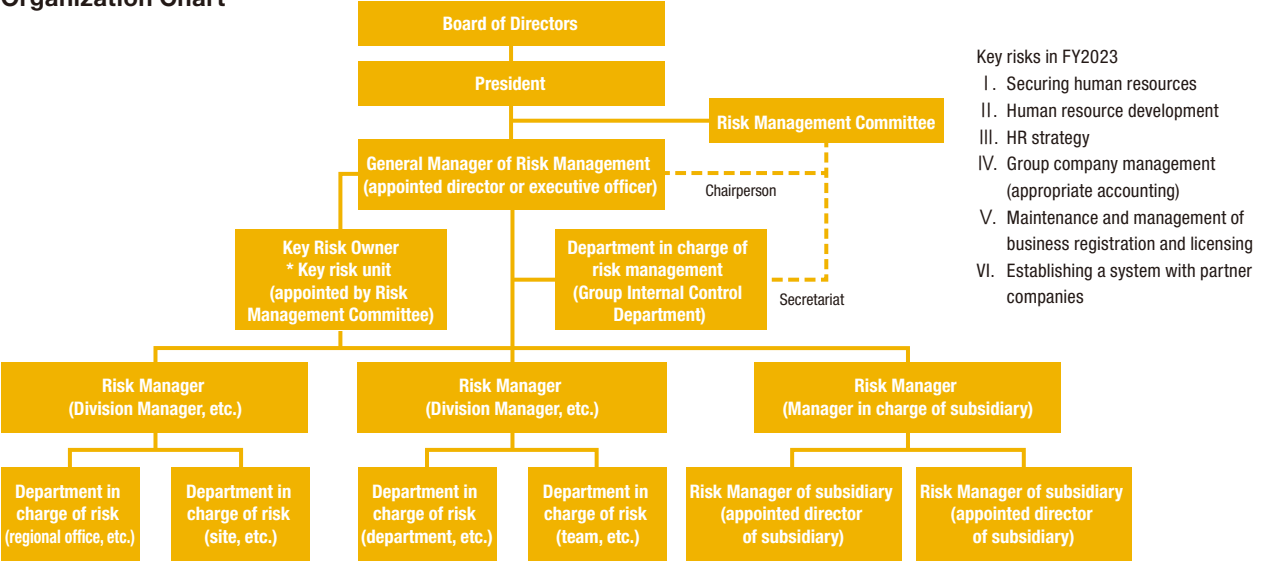 Organization Chart
Board of Directors
President
Risk Management Committee
General Manager of Risk Management
(appointed director or executive officer)
Chairperson
Key Risk Owner
* Key risk unit
(appointed by Risk
Management Committee)
Department in charge of
risk management
(Group Internal Control
Department)
Secretariat
Risk Manager
(Division Manager, etc.)
Risk Manager
(Division Manager, etc.)
Risk Manager
(Manager in charge of subsidiary)
Department in
charge of risk
(regional office, etc.)
Department in
charge of risk
(site, etc.)
Department in
charge of risk
(department, etc.)
Department in
charge of risk
(team, etc.)
Risk Manager of subsidiary
(appointed director
of subsidiary)
Risk Manager of subsidiary
(appointed director
of subsidiary)
Key risks in FY2023
Ⅰ. Securing human resources
Ⅱ. Human resource development
Ⅲ. HR strategy
Ⅳ. Group company management
(appropriate accounting)
Ⅴ. Maintenance and management of
business registration and licensing
Ⅵ. Establishing a system with partner
companies